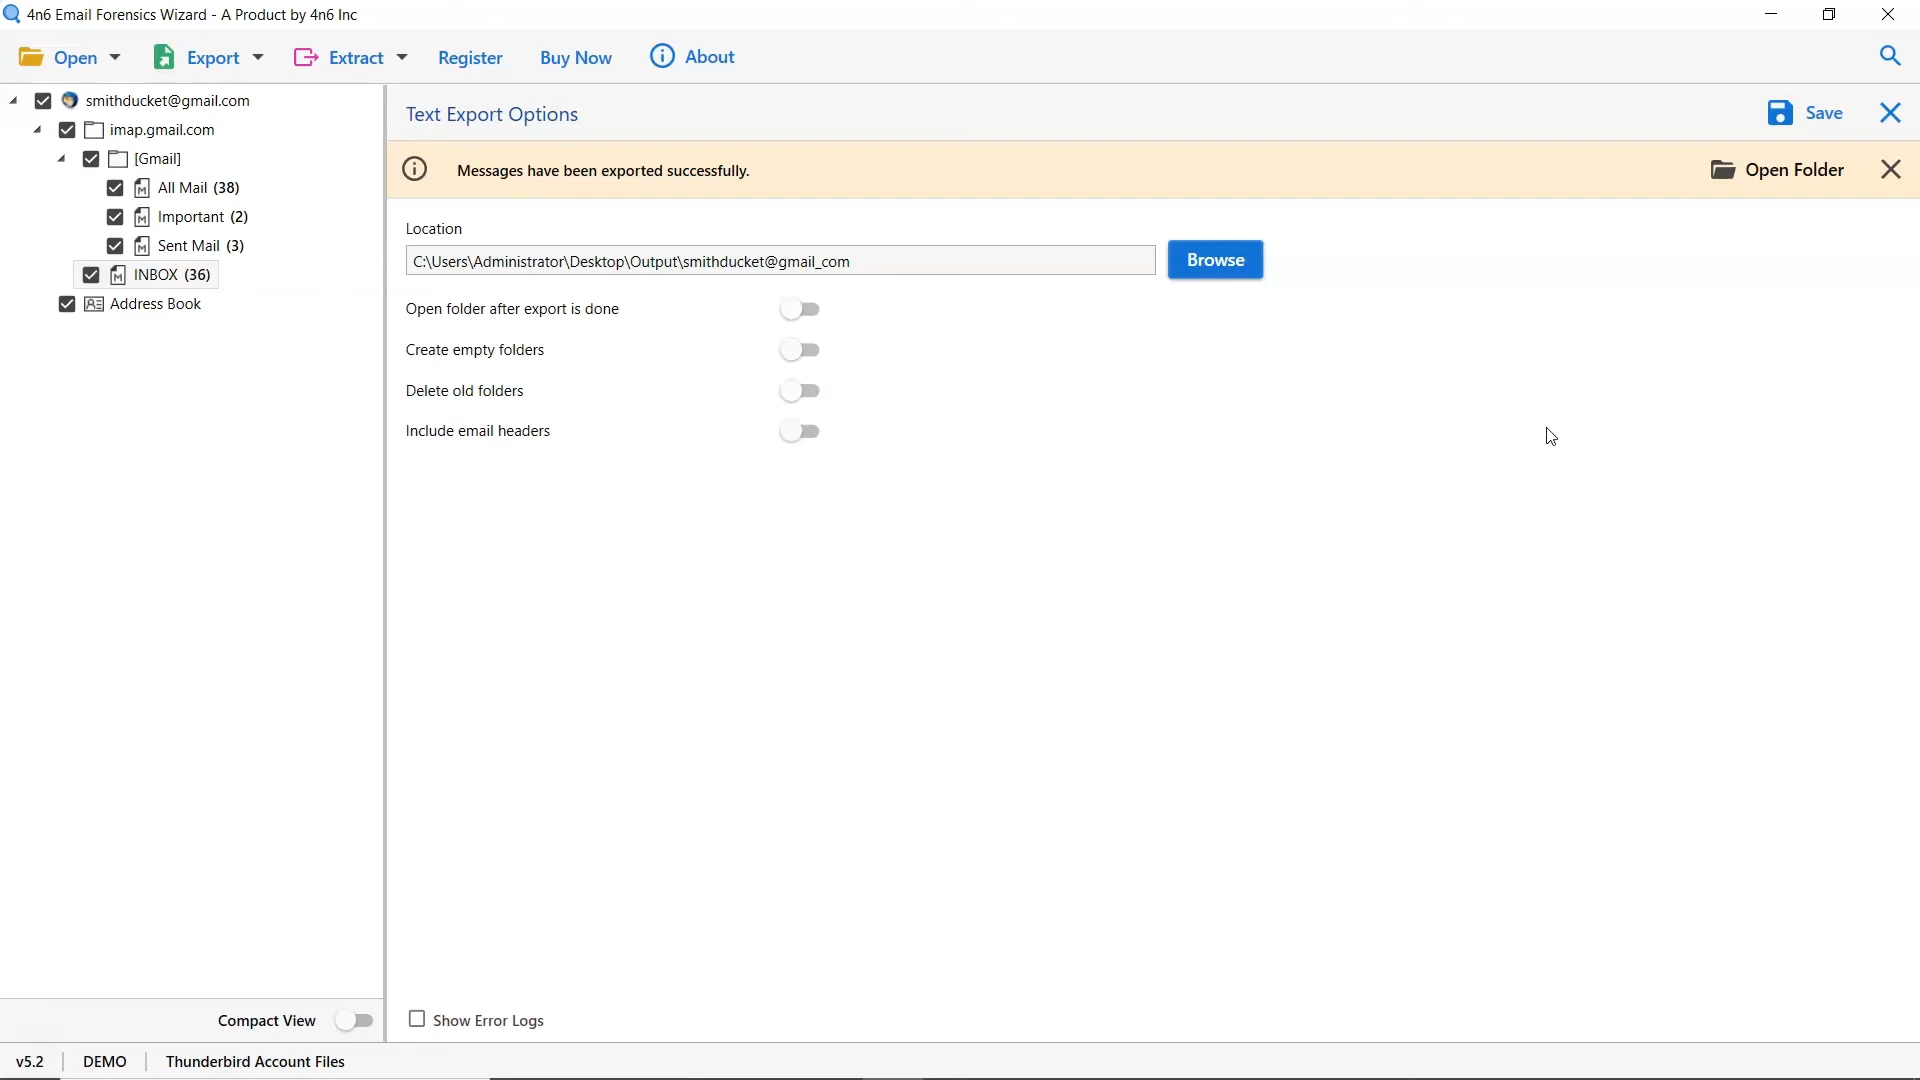 4n6 Email Forensics Wizard - A Product by 4n6 Inc
Open Export Extract Register Buy Now About
smithducket@gmail.com
imap.gmail.com
[Gmail]
All Mail (38)
Important (2)
Sent Mail (3)
INBOX (36)
Address Book
Compact View
Text Export Options
Save
Messages have been exported successfully.
Open Folder
Location
C:\Users\Administrator\Desktop\Output\smithducket@gmail_com
Browse
Open folder after export is done
Create empty folders
Delete old folders
Include email headers
Show Error Logs
v5.2 DEMO Thunderbird Account Files